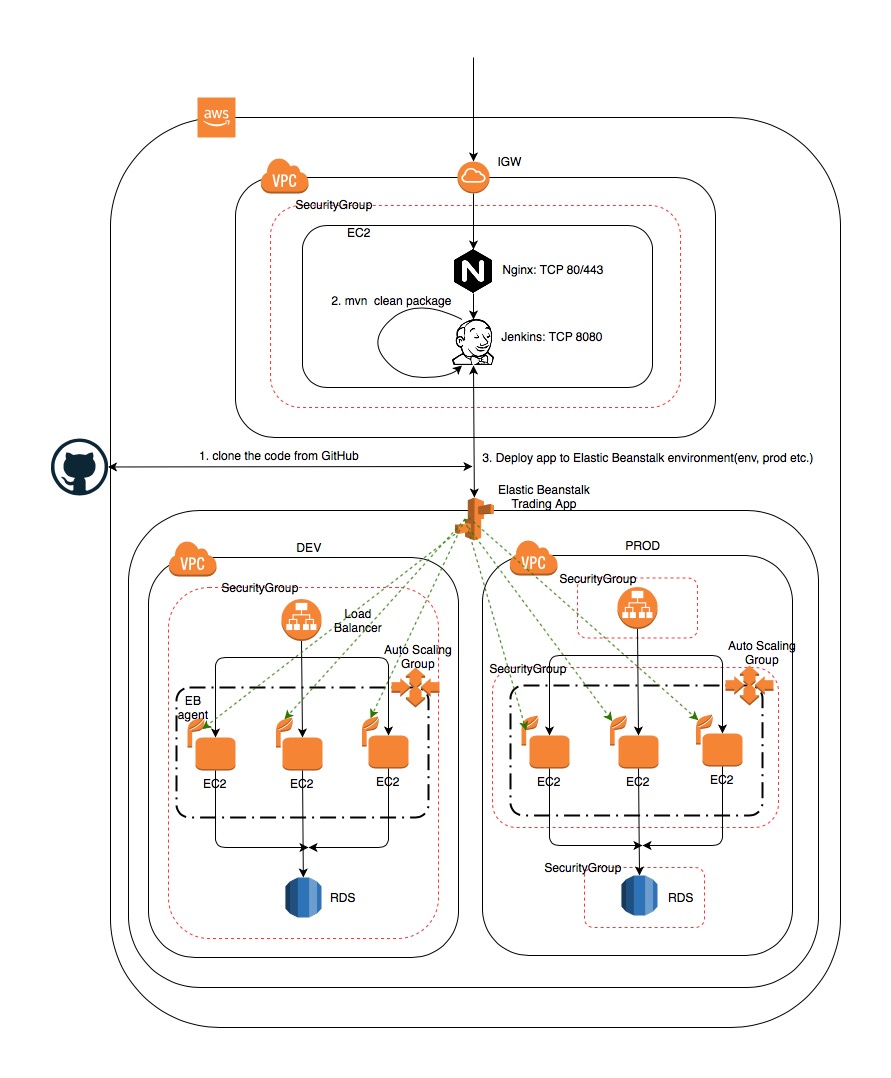 aws
IGW
VPC
SecurityGroup
EC2
N
Nginx: TCP 80/443
2. mvn clean package
Jenkins: TCP 8080
1. clone the code from GitHub
3. Deploy app to Elastic Beanstalk environment(env, prod etc.)
Elastic Beanstalk
Trading App
DEV
VPC
SecurityGroup
Load
Balancer
Auto Scaling
Group
EB
agent
EC2
EC2
EC2
RDS
PROD
VPC
SecurityGroup
Auto Scaling
Group
SecurityGroup
EC2
EC2
EC2
SecurityGroup
RDS